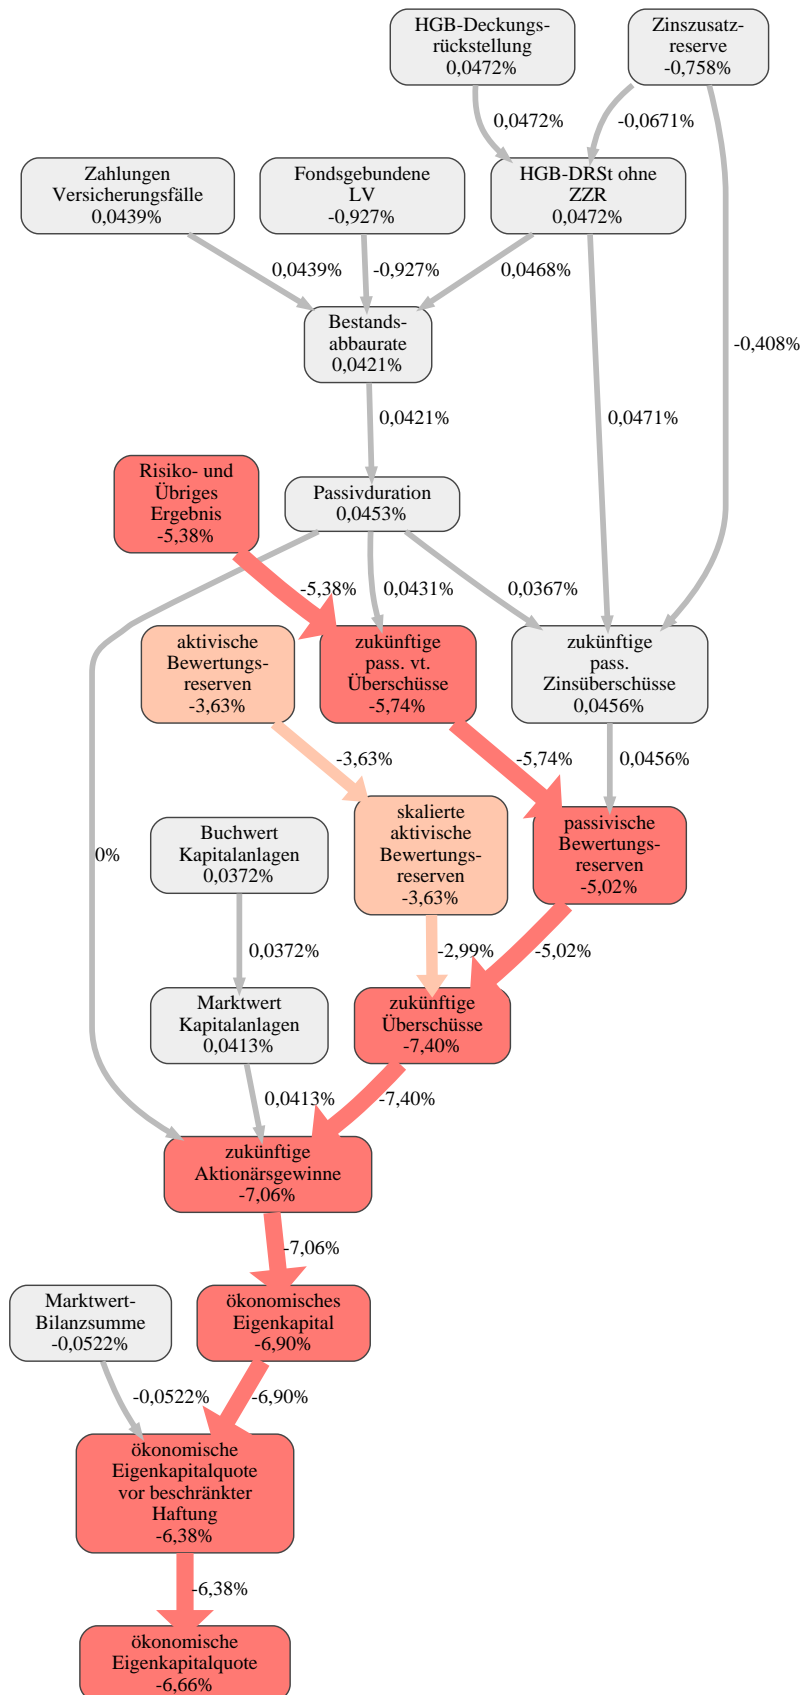 HGB-Deckungs-
rückstellung
0,0472%
Zinszusatz-
reserve
-0,758%
0,0472%
-0,0671%
Zahlungen
Versicherungsfälle
0,0439%
Fondsgebundene
LV
-0,927%
HGB-DRSt ohne
ZZR
0,0472%
0,0439%
-0,927%
0,0468%
Bestands-
abbaurate
0,0421%
-0,408%
0,0421%
0,0471%
Risiko- und
Übriges
Ergebnis
-5,38%
Passivduration
0,0453%
-5,38%
0,0431%
0,0367%
aktivische
Bewertungs-
reserven
-3,63%
zukünftige
pass. vt.
Überschüsse
-5,74%
zukünftige
pass.
Zinsüberschüsse
0,0456%
-3,63%
-5,74%
0,0456%
Buchwert
Kapitalanlagen
0,0372%
skalierte
aktivische
Bewertungs-
reserven
-3,63%
passivische
Bewertungs-
reserven
-5,02%
0%
0,0372%
-2,99%
-5,02%
Marktwert
Kapitalanlagen
0,0413%
zukünftige
Überschüsse
-7,40%
0,0413%
-7,40%
zukünftige
Aktionärsgewinne
-7,06%
-7,06%
Marktwert-
Bilanzsumme
-0,0522%
ökonomisches
Eigenkapital
-6,90%
-0,0522%
-6,90%
ökonomische
Eigenkapitalquote
vor beschränkter
Haftung
-6,38%
-6,38%
ökonomische
Eigenkapitalquote
-6,66%